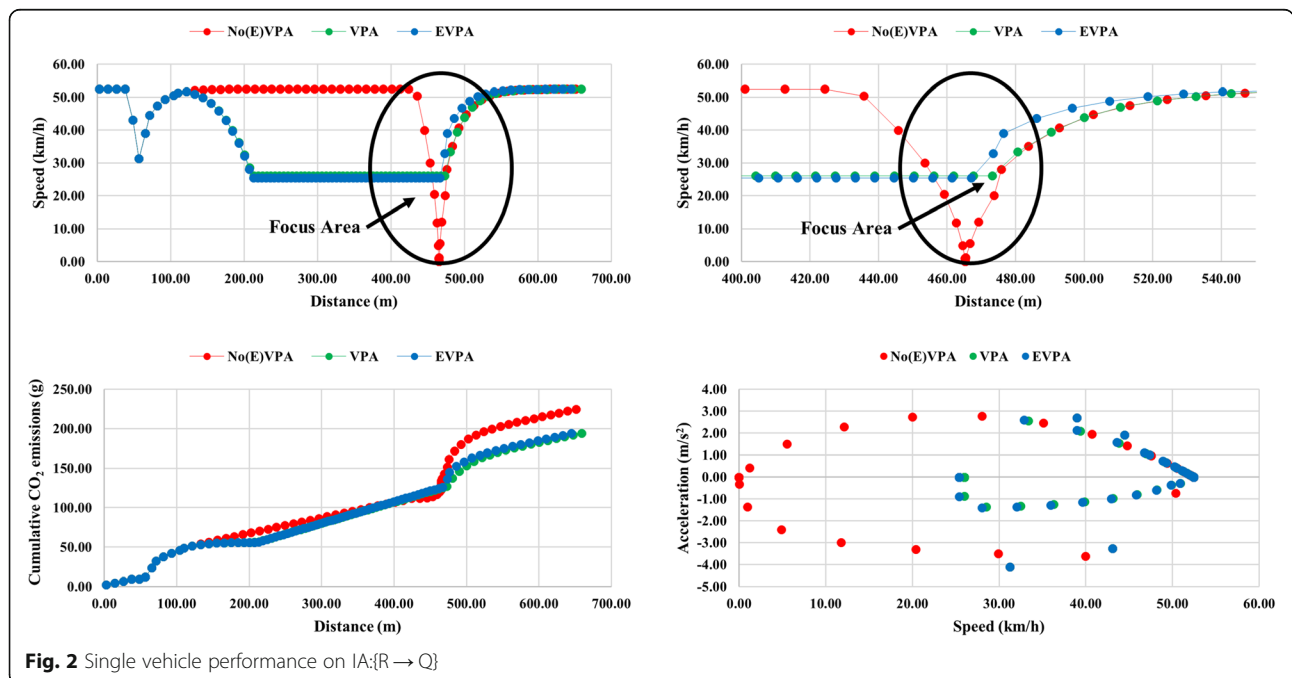 No(E)VPA VPA EVPA
Speed (km/h)
60.00
50.00
40.00
30.00
20.00
10.00
0.00
Focus Area
0.00 100.00 200.00 300.00 400.00 500.00 600.00 700.00
Distance (m)
No(E)VPA VPA EVPA
Speed (km/h)
60.00
50.00
40.00
30.00
20.00
10.00
0.00
Focus Area
400.00 420.00 440.00 460.00 480.00 500.00 520.00 540.00
Distance (m)
No(E)VPA VPA EVPA
Cumulative CO₂ emissions (g)
250.00
200.00
150.00
100.00
50.00
0.00
0.00 100.00 200.00 300.00 400.00 500.00 600.00 700.00
Distance (m)
No(E)VPA VPA EVPA
Acceleration (m/s²)
4.00
3.00
2.00
1.00
0.00
-1.00
-2.00
-3.00
-4.00
-5.00
0.00 10.00 20.00 30.00 40.00 50.00 60.00
Speed (km/h)
Fig. 2 Single vehicle performance on IA:{R → Q}